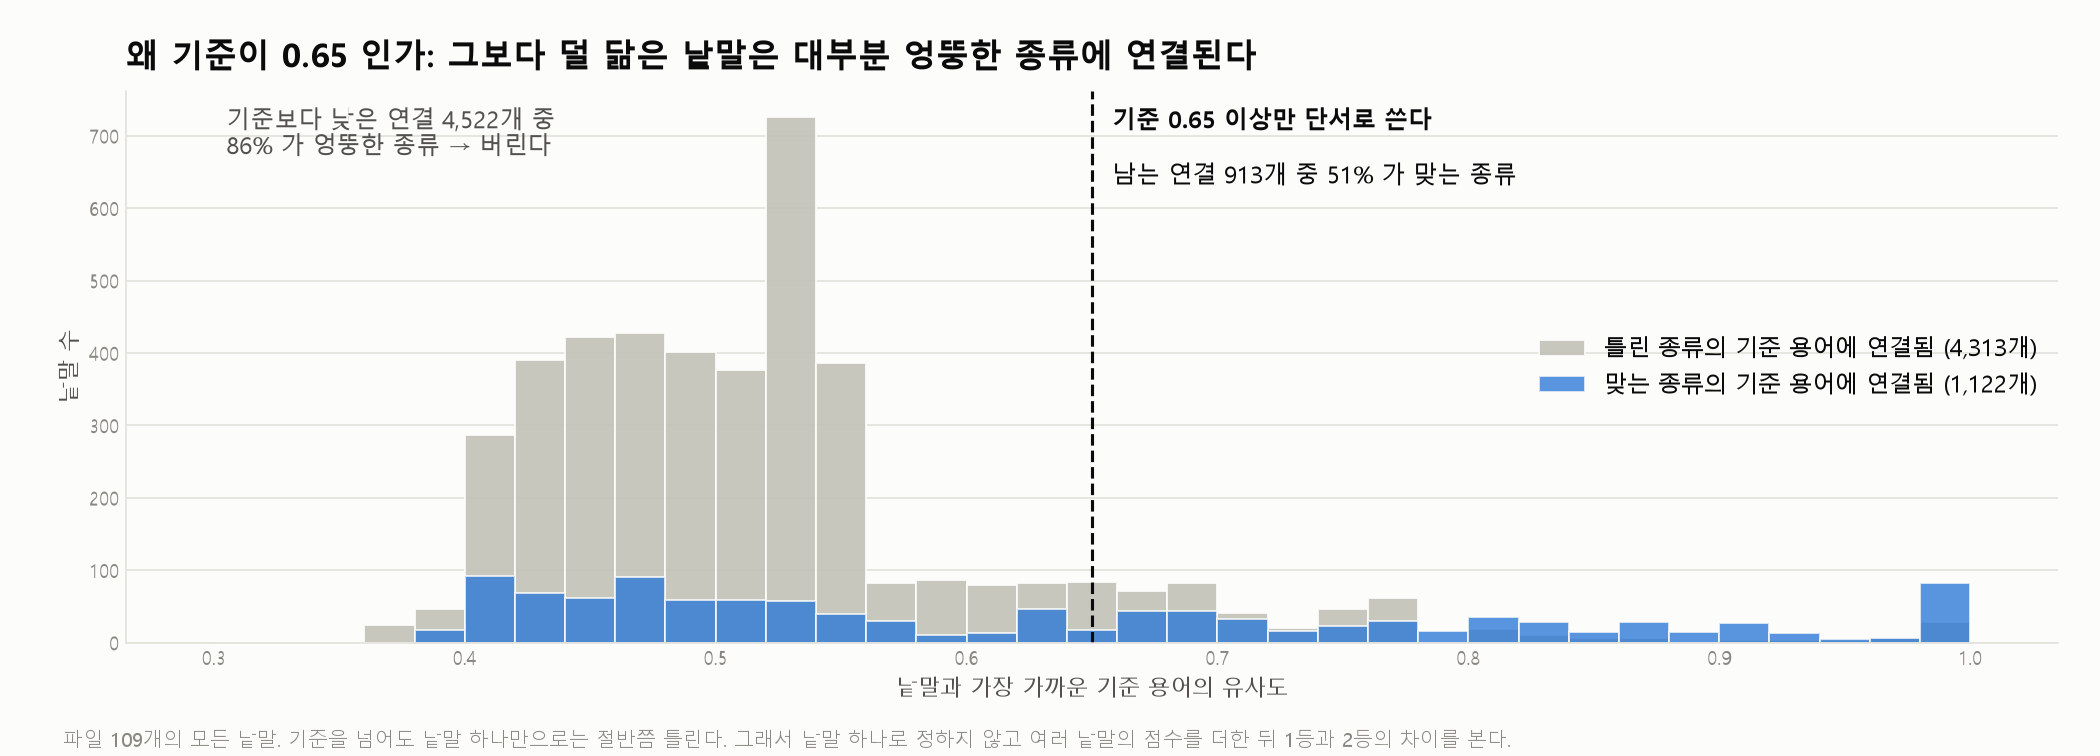 왜 기준이 0.65 인가: 그보다 덜 닮은 낱말은 대부분 엉뚱한 종류에 연결된다
기준보다 낮은 연결 4,522개 중
86% 가 엉뚱한 종류 → 버린다
기준 0.65 이상만 단서로 쓴다
남는 연결 913개 중 51% 가 맞는 종류
700
600
500
400
300
200
100
0
낱말 수
틀린 종류의 기준 용어에 연결됨 (4,313개)
맞는 종류의 기준 용어에 연결됨 (1,122개)
0.3 0.4 0.5 0.6 0.7 0.8 0.9 1.0
낱말과 가장 가까운 기준 용어의 유사도
파일 109개의 모든 낱말. 기준을 넘어도 낱말 하나만으로는 절반쯤 틀린다. 그래서 낱말 하나로 정하지 않고 여러 낱말의 점수를 더한 뒤 1등과 2등의 차이를 본다.